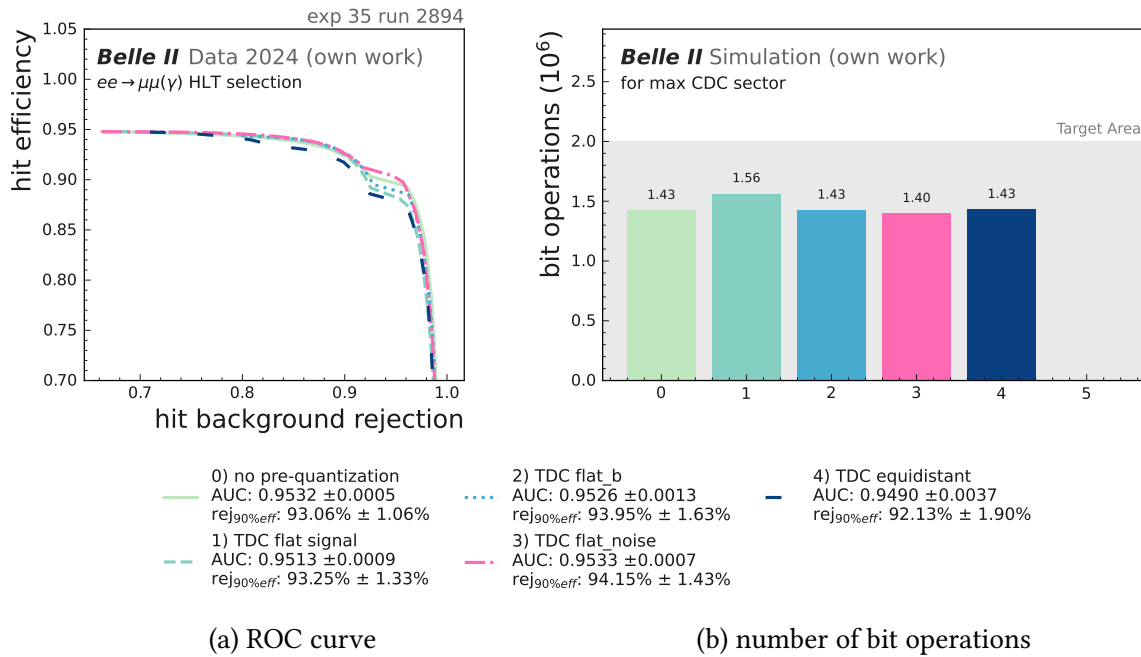 exp 35 run 2894
Belle II Data 2024 (own work)
ee→μμ(γ) HLT selection
hit efficiency
1.05
1.00
0.95
0.90
0.85
0.80
0.75
0.70
0.7
0.8
0.9
1.0
hit background rejection
Belle II Simulation (own work)
for max CDC sector
Target Area
bit operations (10⁶)
2.5
2.0
1.5
1.0
0.5
0.0
1.43
1.56
1.43
1.40
1.43
0
1
2
3
4
5
0) no pre-quantization
AUC: 0.9532 ±0.0005
rej90%eff: 93.06% ± 1.06%
1) TDC flat signal
AUC: 0.9513 ±0.0009
rej90%eff: 93.25% ± 1.33%
2) TDC flat_b
AUC: 0.9526 ±0.0013
rej90%eff: 93.95% ± 1.63%
3) TDC flat_noise
AUC: 0.9533 ±0.0007
rej90%eff: 94.15% ± 1.43%
4) TDC equidistant
AUC: 0.9490 ±0.0037
rej90%eff: 92.13% ± 1.90%
(a) ROC curve
(b) number of bit operations